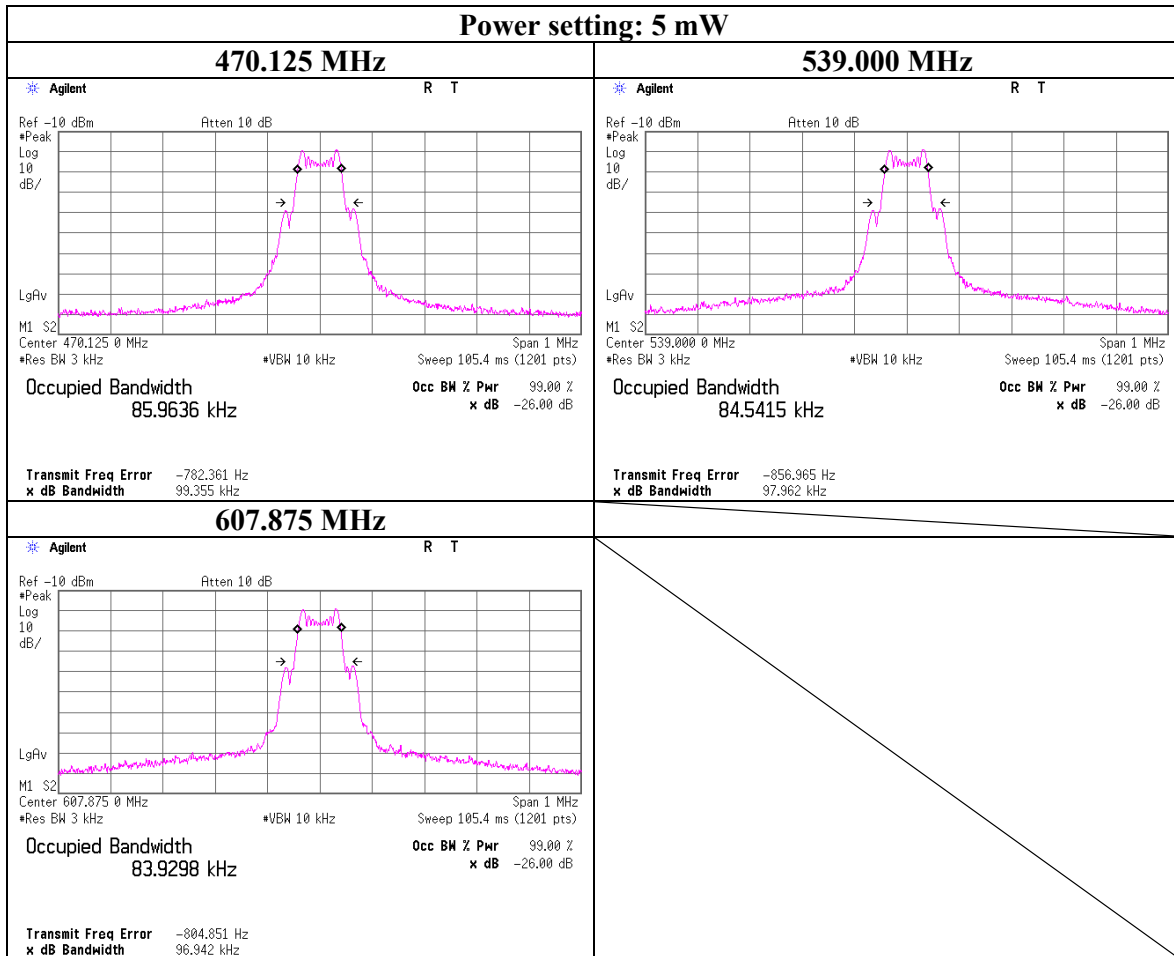 Power setting: 5 mW
470.125 MHz
Agilent R T
Ref -10 dBm Atten 10 dB
#Peak
Log
10
dB/
LgAv
M1 S2
Center 470.125 0 MHz Span 1 MHz
#Res BW 3 kHz #VBW 10 kHz Sweep 105.4 ms (1201 pts)
Occupied Bandwidth Occ BW % Pwr 99.00 %
85.9636 kHz x dB -26.00 dB
Transmit Freq Error -782.361 Hz
x dB Bandwidth 99.355 kHz
539.000 MHz
Agilent R T
Ref -10 dBm Atten 10 dB
#Peak
Log
10
dB/
LgAv
M1 S2
Center 539.000 0 MHz Span 1 MHz
#Res BW 3 kHz #VBW 10 kHz Sweep 105.4 ms (1201 pts)
Occupied Bandwidth Occ BW % Pwr 99.00 %
84.5415 kHz x dB -26.00 dB
Transmit Freq Error -856.965 Hz
x dB Bandwidth 97.962 kHz
607.875 MHz
Agilent R T
Ref -10 dBm Atten 10 dB
#Peak
Log
10
dB/
LgAv
M1 S2
Center 607.875 0 MHz Span 1 MHz
#Res BW 3 kHz #VBW 10 kHz Sweep 105.4 ms (1201 pts)
Occupied Bandwidth Occ BW % Pwr 99.00 %
83.9298 kHz x dB -26.00 dB
Transmit Freq Error -804.851 Hz
x dB Bandwidth 96.942 kHz